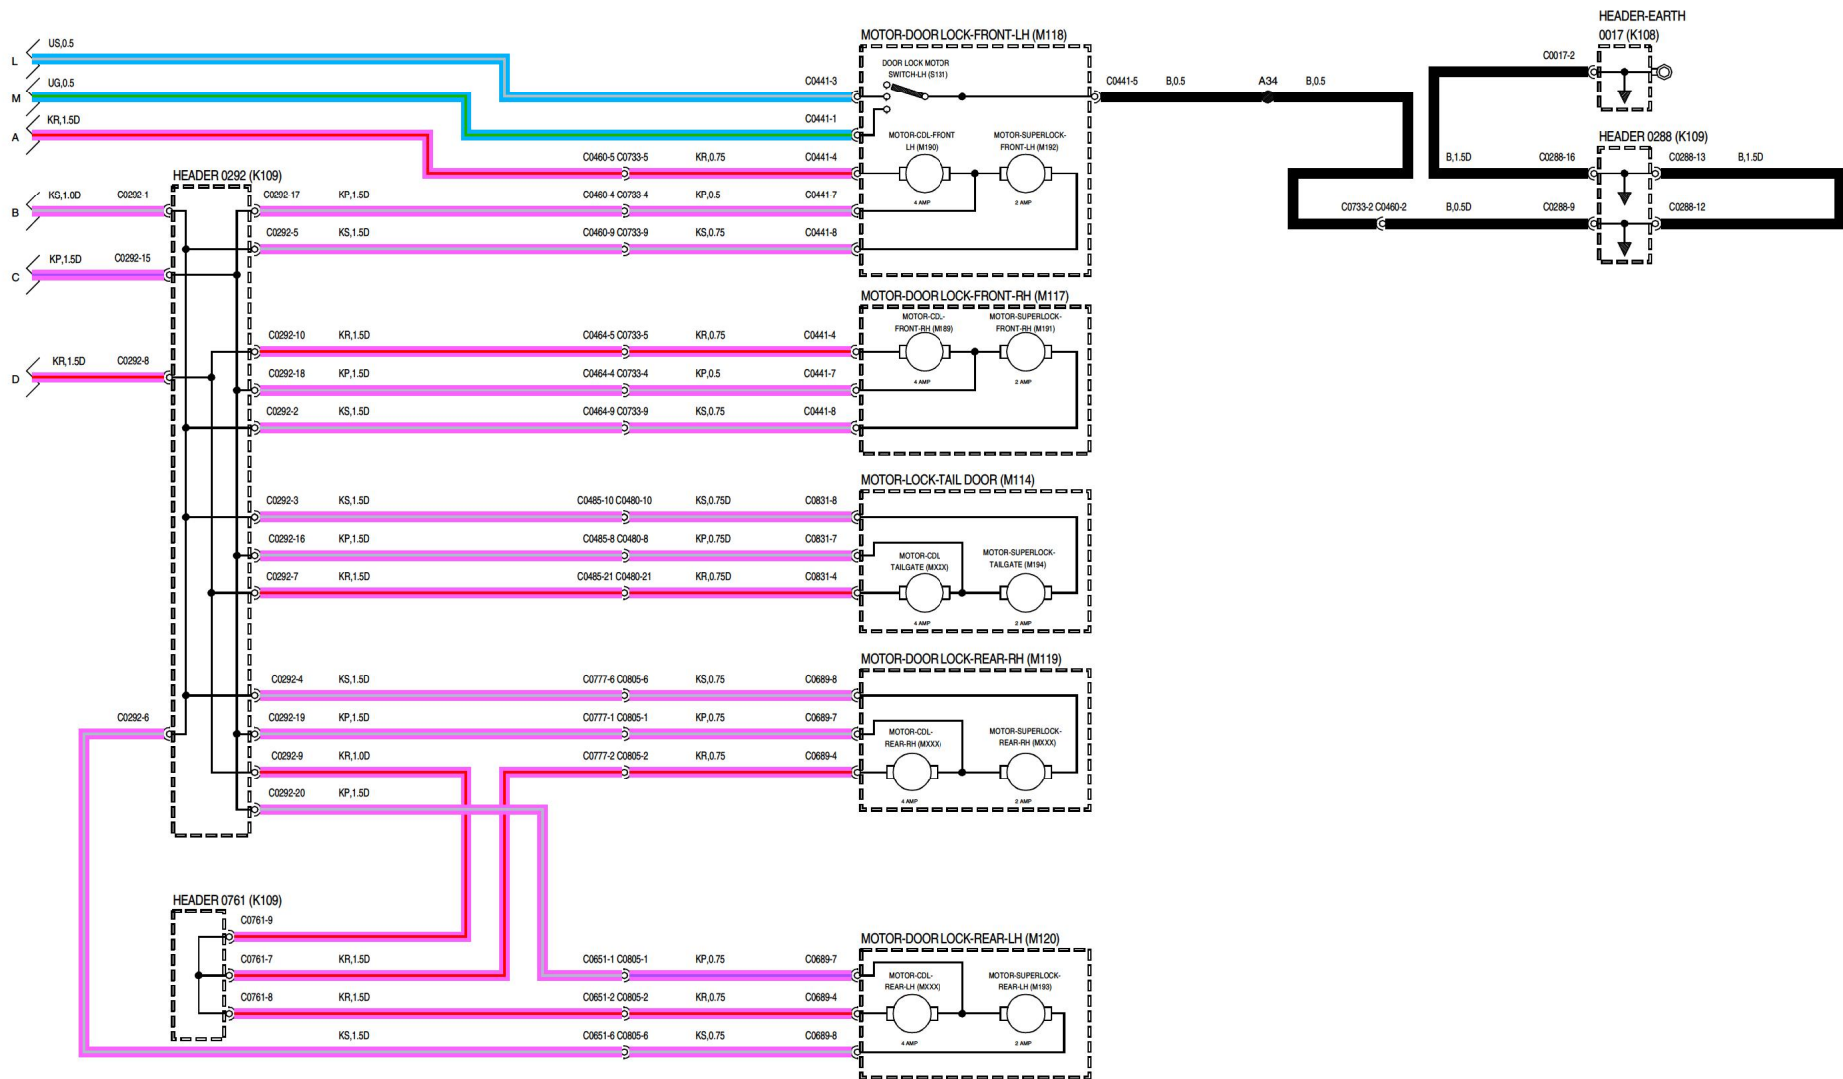 HEADER-EARTH
0017 (K108)
MOTOR-DOOR LOCK-FRONT-LH (M118)
US,0.5
C0017-2
L
DOOR LOCK MOTOR
SWITCH-LH (S131)
UG,0.5
C0441-3
C0441-5 B,0.5 A34 B,0.5
M
KR,1.5D
C0441-1
A
MOTOR-CDL-FRONT
LH (M190)
MOTOR-SUPERLOCK-
FRONT-LH (M192)
HEADER 0288 (K109)
C0460-5 C0733-5 KR,0.75 C0441-4
B,1.5D C0288-16 C0288-13 B,1.5D
HEADER 0292 (K109)
KG,1.0D C0292-1
C0292-17 KP,1.5D C0460-4 C0733-4 KP,0.5 C0441-7
4 AMP 2 AMP
C0733-2 C0460-2 B,0.5D C0288-9 C0288-12
B
C0292-5 KS,1.5D C0460-9 C0733-9 KS,0.75 C0441-8
KP,1.5D C0292-15
C
MOTOR-DOOR LOCK-FRONT-RH (M117)
MOTOR-CDL-
FRONT-RH (M189)
MOTOR-SUPERLOCK-
FRONT-RH (M191)
C0292-10 KR,1.5D C0464-5 C0733-5 KR,0.75 C0441-4
KR,1.5D C0292-8
D
C0292-18 KP,1.5D C0464-4 C0733-4 KP,0.5 C0441-7
4 AMP 2 AMP
C0292-2 KS,1.5D C0464-9 C0733-9 KS,0.75 C0441-8
MOTOR-LOCK-TAIL DOOR (M114)
C0292-3 KS,1.5D C0485-10 C0480-10 KS,0.75D C0831-8
C0292-16 KP,1.5D C0485-8 C0480-8 KP,0.75D C0831-7
MOTOR-CDL
TAILGATE (MXXX)
MOTOR-SUPERLOCK-
TAILGATE (M194)
C0292-7 KR,1.5D C0485-21 C0480-21 KR,0.75D C0831-4
4 AMP 2 AMP
MOTOR-DOOR LOCK-REAR-RH (M119)
C0292-4 KS,1.5D C0777-6 C0805-6 KS,0.75 C0689-8
C0292-6
C0292-19 KP,1.5D C0777-1 C0805-1 KP,0.75 C0689-7
MOTOR-CDL-
REAR-RH (MXXX)
MOTOR-SUPERLOCK-
REAR-RH (MXXX)
C0292-9 KR,1.0D C0777-2 C0805-2 KR,0.75 C0689-4
C0292-20 KP,1.5D
4 AMP 2 AMP
HEADER 0761 (K109)
C0761-9
MOTOR-DOOR LOCK-REAR-LH (M120)
C0761-7 KR,1.5D C0651-1 C0805-1 KP,0.75 C0689-7
MOTOR-CDL-
REAR-LH (MXXX)
MOTOR-SUPERLOCK-
REAR-LH (M193)
C0761-8 KR,1.5D C0651-2 C0805-2 KR,0.75 C0689-4
KS,1.5D C0651-6 C0805-6 KS,0.75 C0689-8
4 AMP 2 AMP